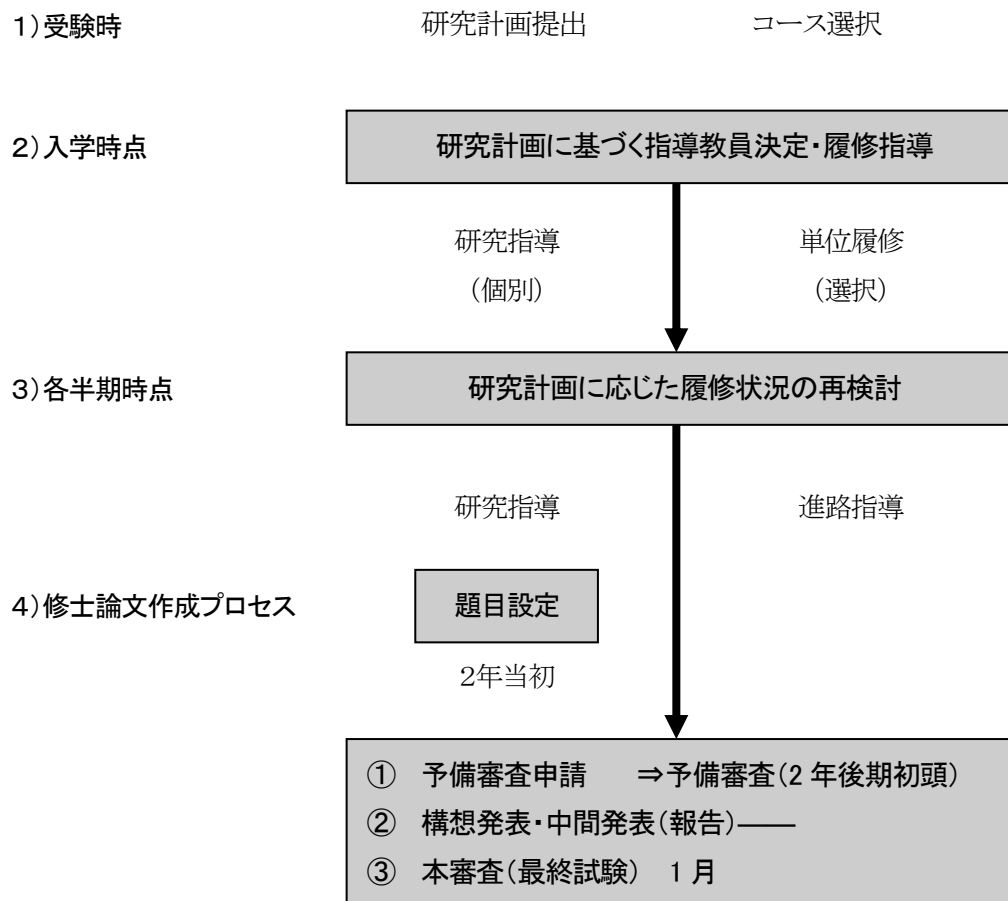 1）受験時　研究計画提出　コース選択
2）入学時点　研究計画に基づく指導教員決定・履修指導
研究指導　単位履修
（個別）　（選択）
3）各半期時点　研究計画に応じた履修状況の再検討
研究指導　進路指導
4）修士論文作成プロセス　題目設定
2年当初
①　予備審査申請　⇒予備審査（2 年後期初頭）
②　構想発表・中間発表（報告）――
③　本審査（最終試験）　1 月